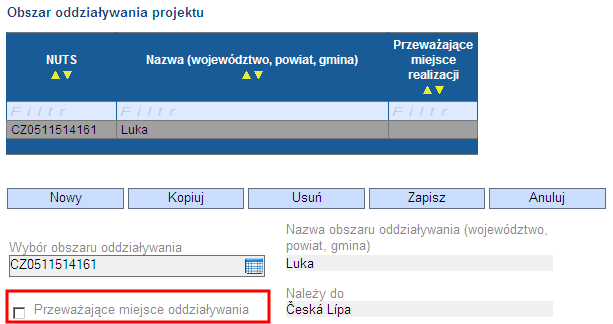 Obszar oddziaływania projektu
NUTS
Nazwa (województwo, powiat, gmina)
Przeważające
miejsce
realizacji
Filtr Filtr Filtr
CZ0511514161 Luka
Nowy Kopiuj Usuń Zapisz Anuluj
Wybór obszaru oddziaływania
CZ0511514161
Nazwa obszaru oddziaływania (województwo,
powiat, gmina)
Luka
Przeważające miejsce oddziaływania
Należy do
Česká Lípa